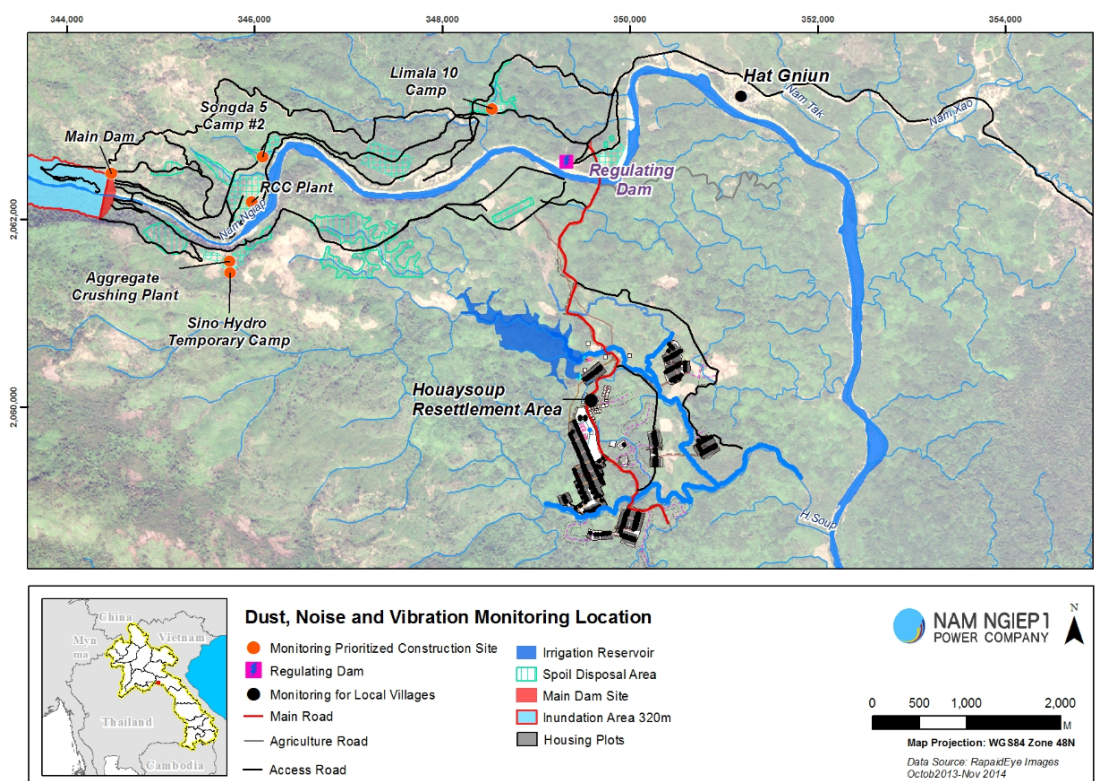 344,000
346,000
348,000
350,000
352,000
354,000
2,062,000
2,060,000
Limala 10
Camp
Hat Gniun
Songda 5
Camp #2
Main Dam
Nam Tak
Nam Xao
RCC Plant
Regulating
Dam
Nam Ngiap
Aggregate
Crushing Plant
Sino Hydro
Temporary Camp
Houaysoup
Resettlement Area
H. Soup
China
Myn
ma
Vietnam
Thailand
Cambodia
Dust, Noise and Vibration Monitoring Location
Monitoring Prioritized Construction Site
Regulating Dam
Monitoring for Local Villages
Main Road
Agriculture Road
Access Road
Irrigation Reservoir
Spoil Disposal Area
Main Dam Site
Inundation Area 320m
Housing Plots
NAM NGIEP 1
POWER COMPANY
N
0 500 1,000 2,000
M
Map Projection: WGS84 Zone 48N
Data Source: RapaidEye Images
Octob2013-Nov 2014